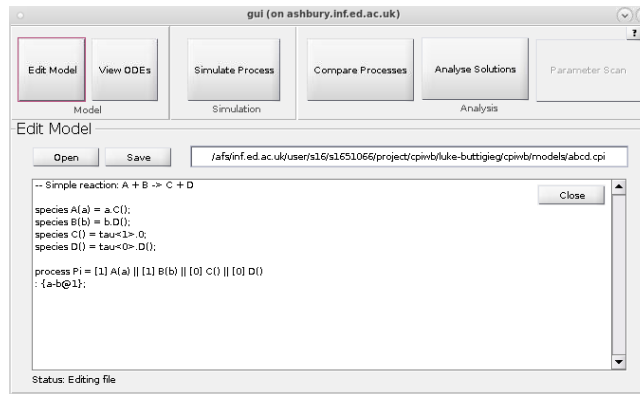 gui (on ashbury.inf.ed.ac.uk)
?
Edit Model View ODEs Simulate Process Compare Processes Analyse Solutions Parameter Scan
Model Simulation Analysis
Edit Model
Open Save /afs/inf.ed.ac.uk/user/s16/s1651066/project/cpiwb/luke-buttigieg/cpiwb/models/abcd.cpi
-- Simple reaction: A + B -> C + D
Close
species A(a) = a.C();
species B(b) = b.D();
species C() = tau<1>.0;
species D() = tau<0>.D();
process Pi = [1] A(a) || [1] B(b) || [0] C() || [0] D()
: {a-b@1};
Status: Editing file